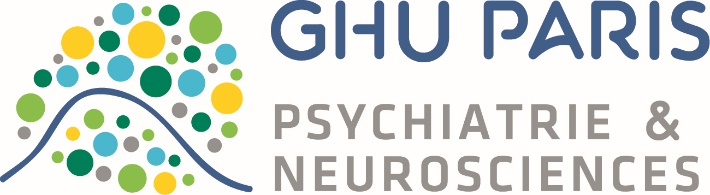 GHU PARIS
PSYCHIATRIE &
NEUROSCIENCES